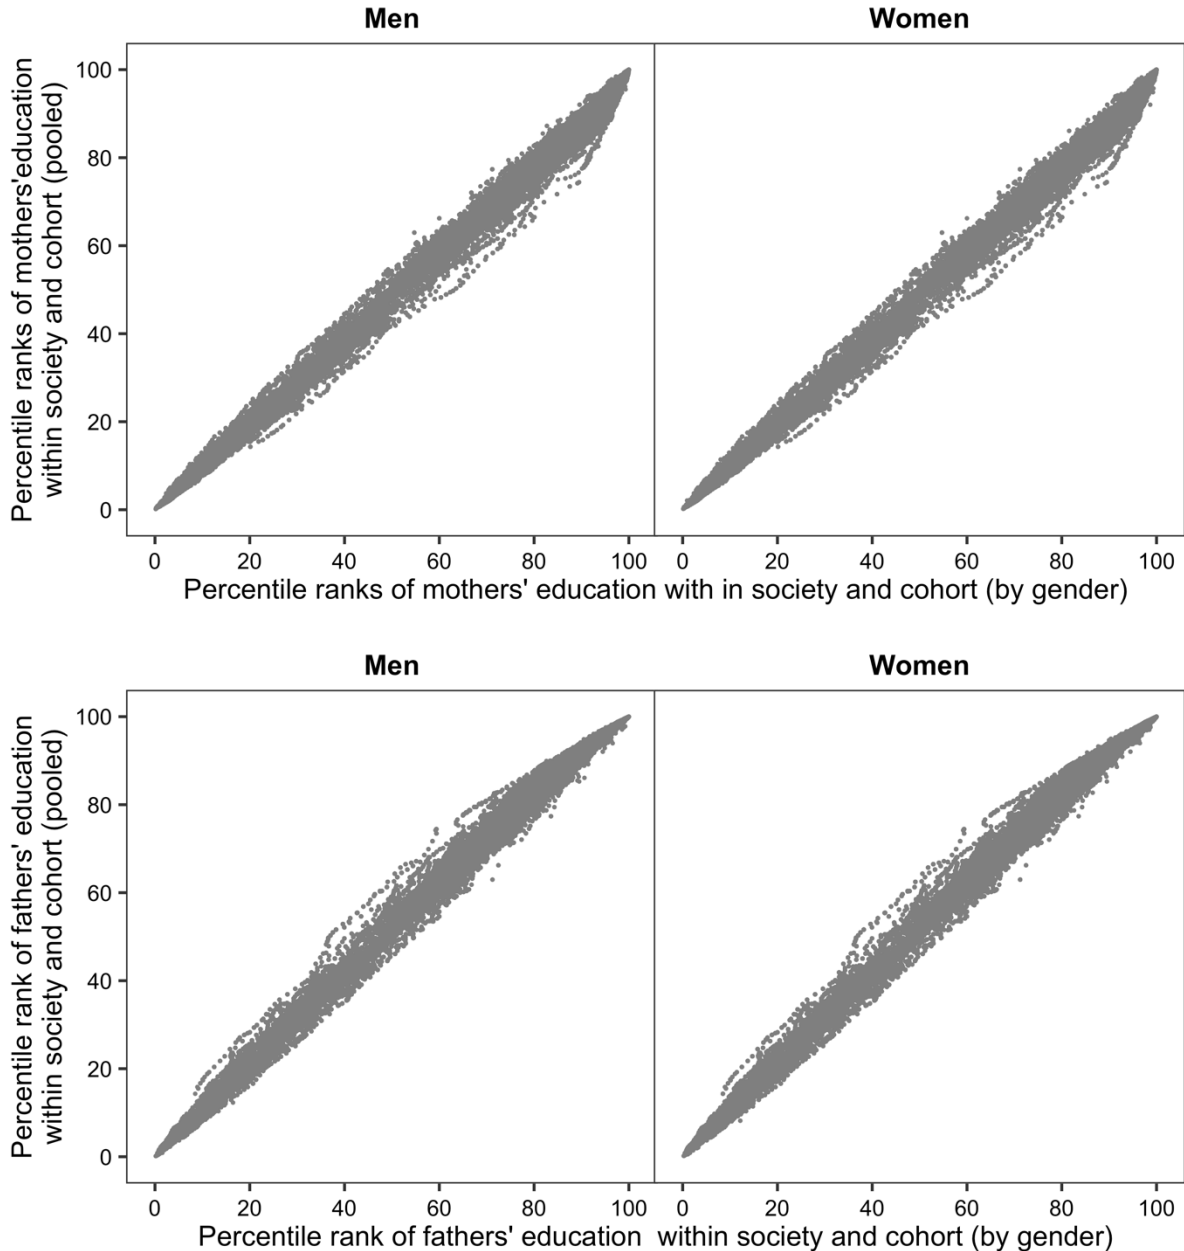 Men
Women
Percentile ranks of mothers'education
within society and cohort (pooled)
100
80
60
40
20
0
0 20 40 60 80 100
0 20 40 60 80 100
Percentile ranks of mothers' education with in society and cohort (by gender)
Men
Women
Percentile rank of fathers' education
within society and cohort (pooled)
100
80
60
40
20
0
0 20 40 60 80 100
0 20 40 60 80 100
Percentile rank of fathers' education  within society and cohort (by gender)